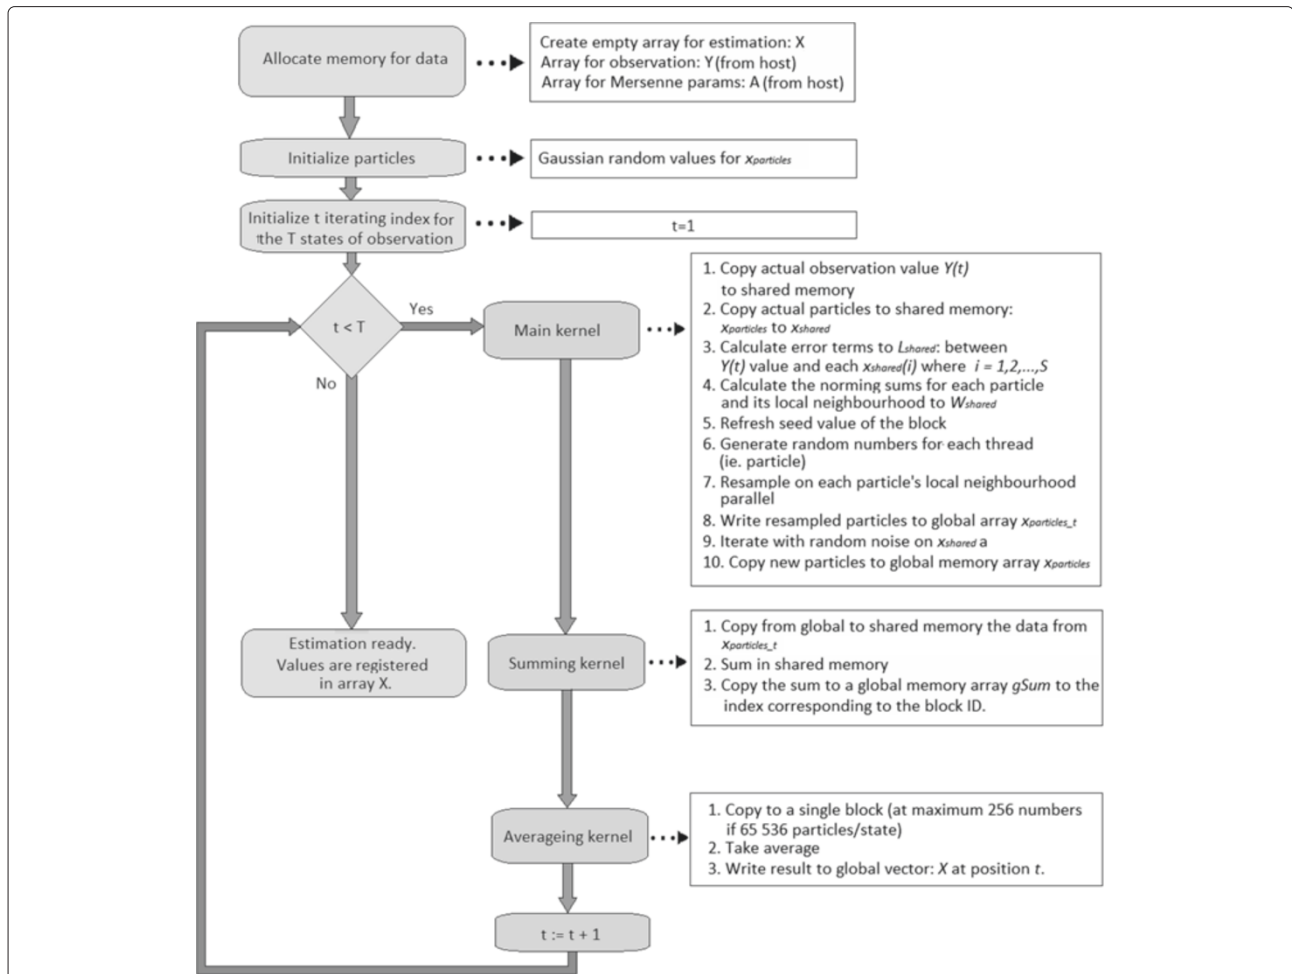 Allocate memory for data
Create empty array for estimation: X
Array for observation: Y (from host)
Array for Mersenne params: A (from host)
Initialize particles
Gaussian random values for xparticles
Initialize t iterating index for
the T states of observation
t=1
t < T
Yes
No
Main kernel
1. Copy actual observation value Y(t)
to shared memory
2. Copy actual particles to shared memory:
xparticles to xshared
3. Calculate error terms to Lshared: between
Y(t) value and each xshared(i) where i = 1,2,...,S
4. Calculate the norming sums for each particle
and its local neighbourhood to Wshared
5. Refresh seed value of the block
6. Generate random numbers for each thread
(ie. particle)
7. Resample on each particle's local neighbourhood
parallel
8. Write resampled particles to global array xparticles_t
9. Iterate with random noise on xshared a
10. Copy new particles to global memory array xparticles
Estimation ready.
Values are registered
in array X.
Summing kernel
1. Copy from global to shared memory the data from
xparticles_t
2. Sum in shared memory
3. Copy the sum to a global memory array gSum to the
index corresponding to the block ID.
Averageing kernel
1. Copy to a single block (at maximum 256 numbers
if 65 536 particles/state)
2. Take average
3. Write result to global vector: X at position t.
t := t + 1